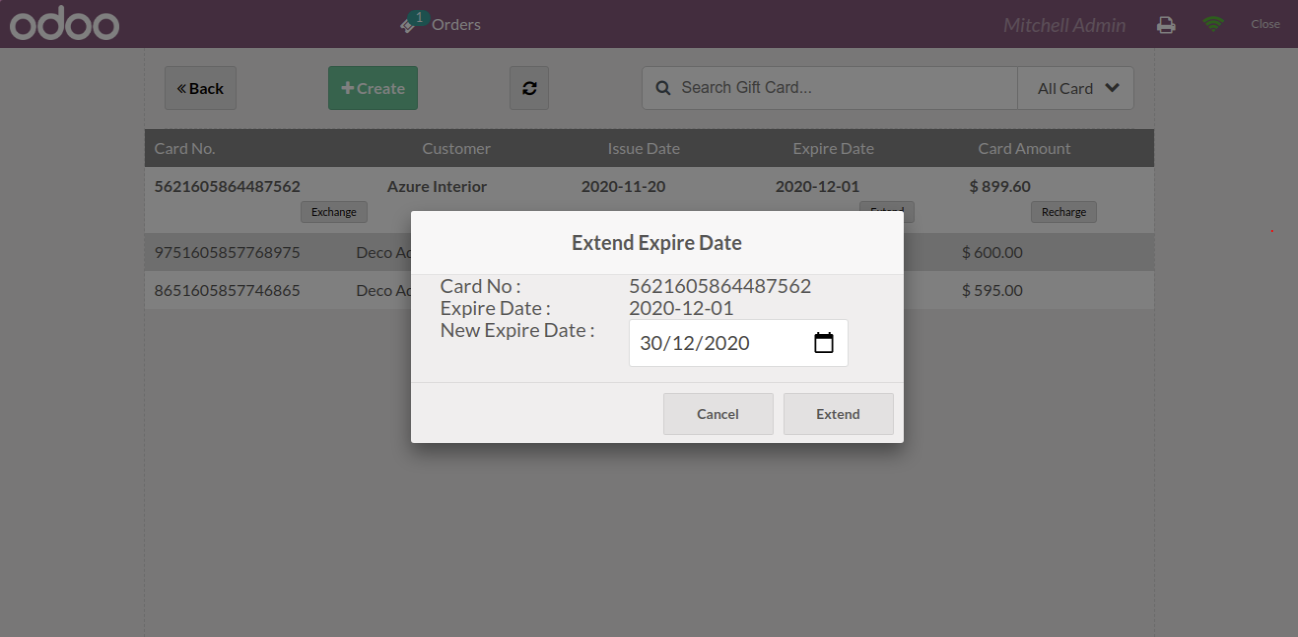 odoo 1 Orders Mitchell Admin Close
Back Create Search Gift Card... All Card
Card No. Customer Issue Date Expire Date Card Amount
5621605864487562 Azure Interior 2020-11-20 2020-12-01 $ 899.60
Exchange Extend Recharge
9751605857768975 Deco Ad $ 600.00
8651605857746865 Deco Ad $ 595.00
Extend Expire Date
Card No : 5621605864487562
Expire Date : 2020-12-01
New Expire Date : 30/12/2020
Cancel Extend